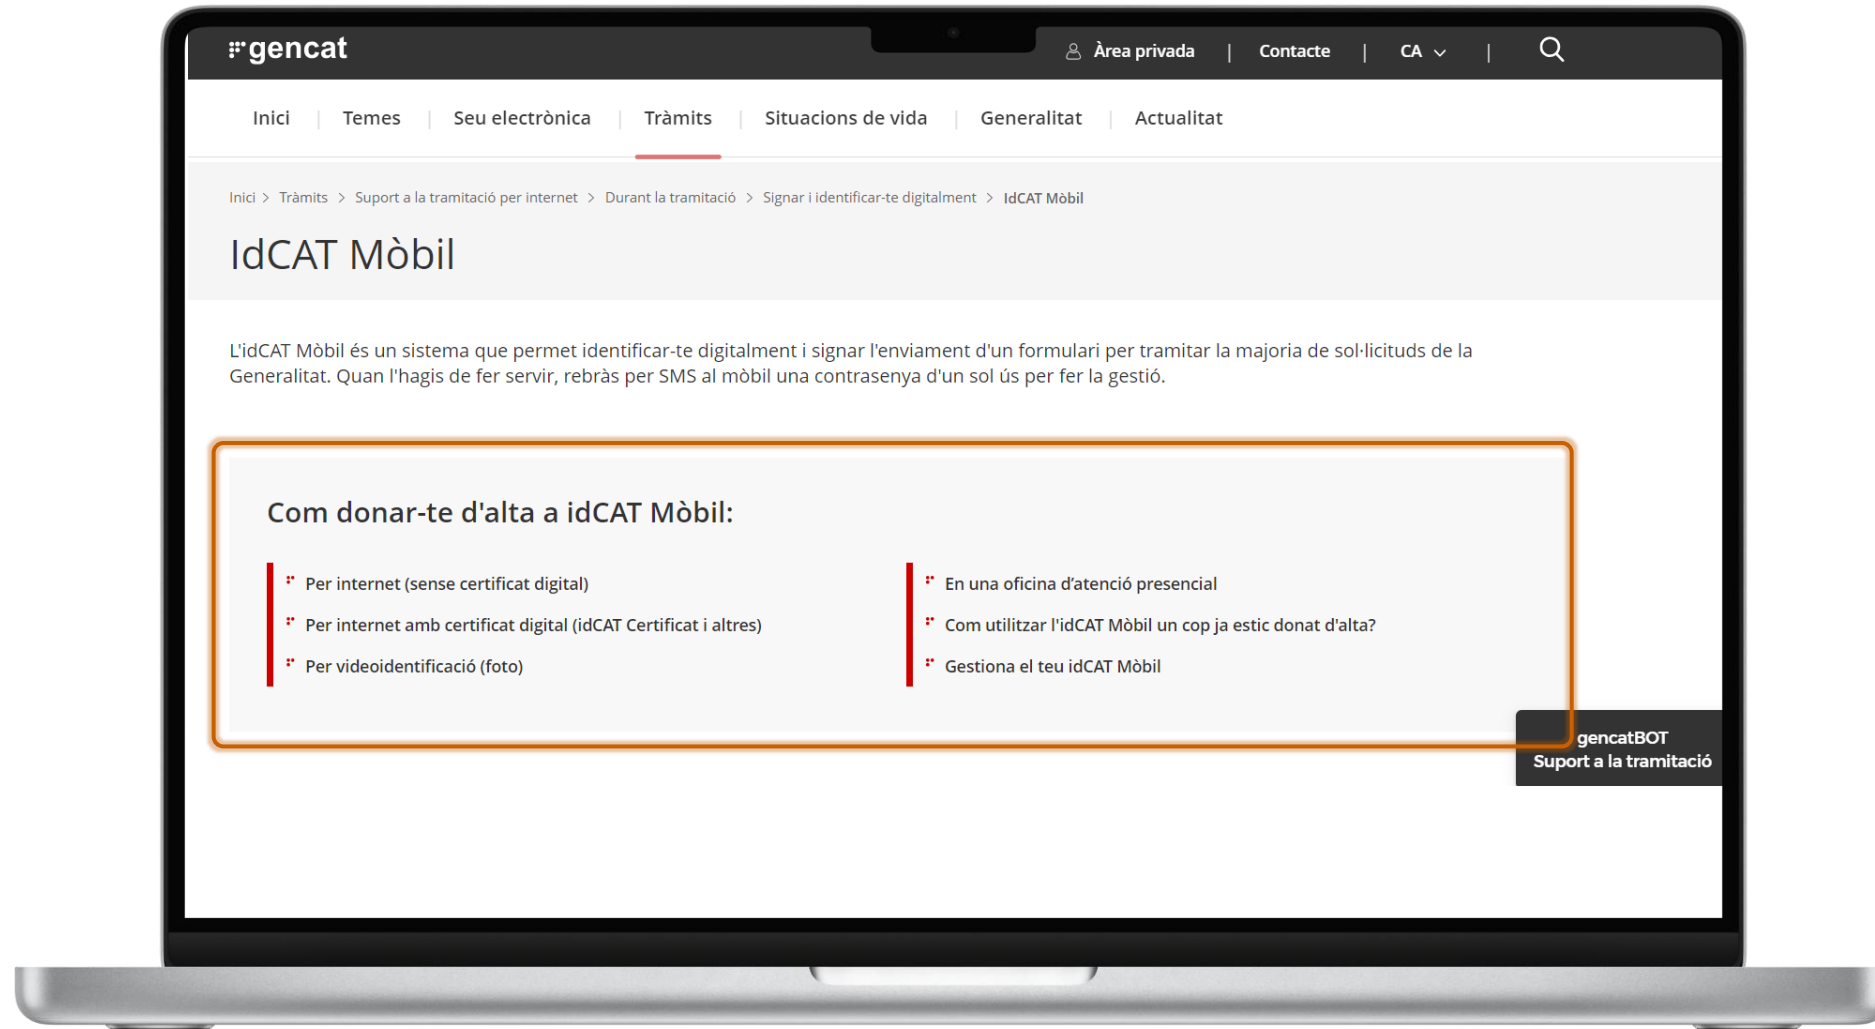 gencat
Àrea privada | Contacte | CA |
Inici | Temes | Seu electrònica | Tràmits | Situacions de vida | Generalitat | Actualitat
Inici > Tràmits > Suport a la tramitació per internet > Durant la tramitació > Signar i identificar-te digitalment > IdCAT Mòbil
IdCAT Mòbil
L'idCAT Mòbil és un sistema que permet identificar-te digitalment i signar l'enviament d'un formulari per tramitar la majoria de sol·licituds de la
Generalitat. Quan l'hagis de fer servir, rebràs per SMS al mòbil una contrasenya d'un sol ús per fer la gestió.
Com donar-te d'alta a idCAT Mòbil:
Per internet (sense certificat digital)
Per internet amb certificat digital (idCAT Certificat i altres)
Per videoidentificació (foto)
En una oficina d’atenció presencial
Com utilitzar l'idCAT Mòbil un cop ja estic donat d'alta?
Gestiona el teu idCAT Mòbil
gencatBOT
Suport a la tramitació